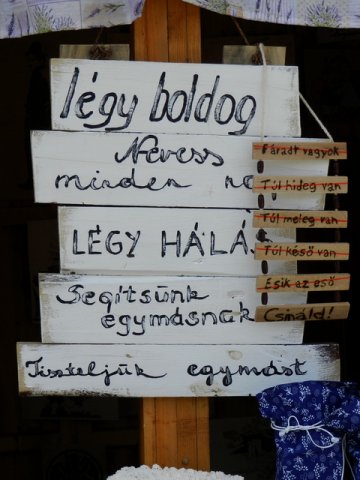 légy boldog
Nevess
minden
LÉGY HÁLÁS
Segítsünk
egymásnak
Tiszteljük egymást
Fáradt vagyok
Túl hideg van
Túl meleg van
Túl késő van
Esik az eső
Csináld!